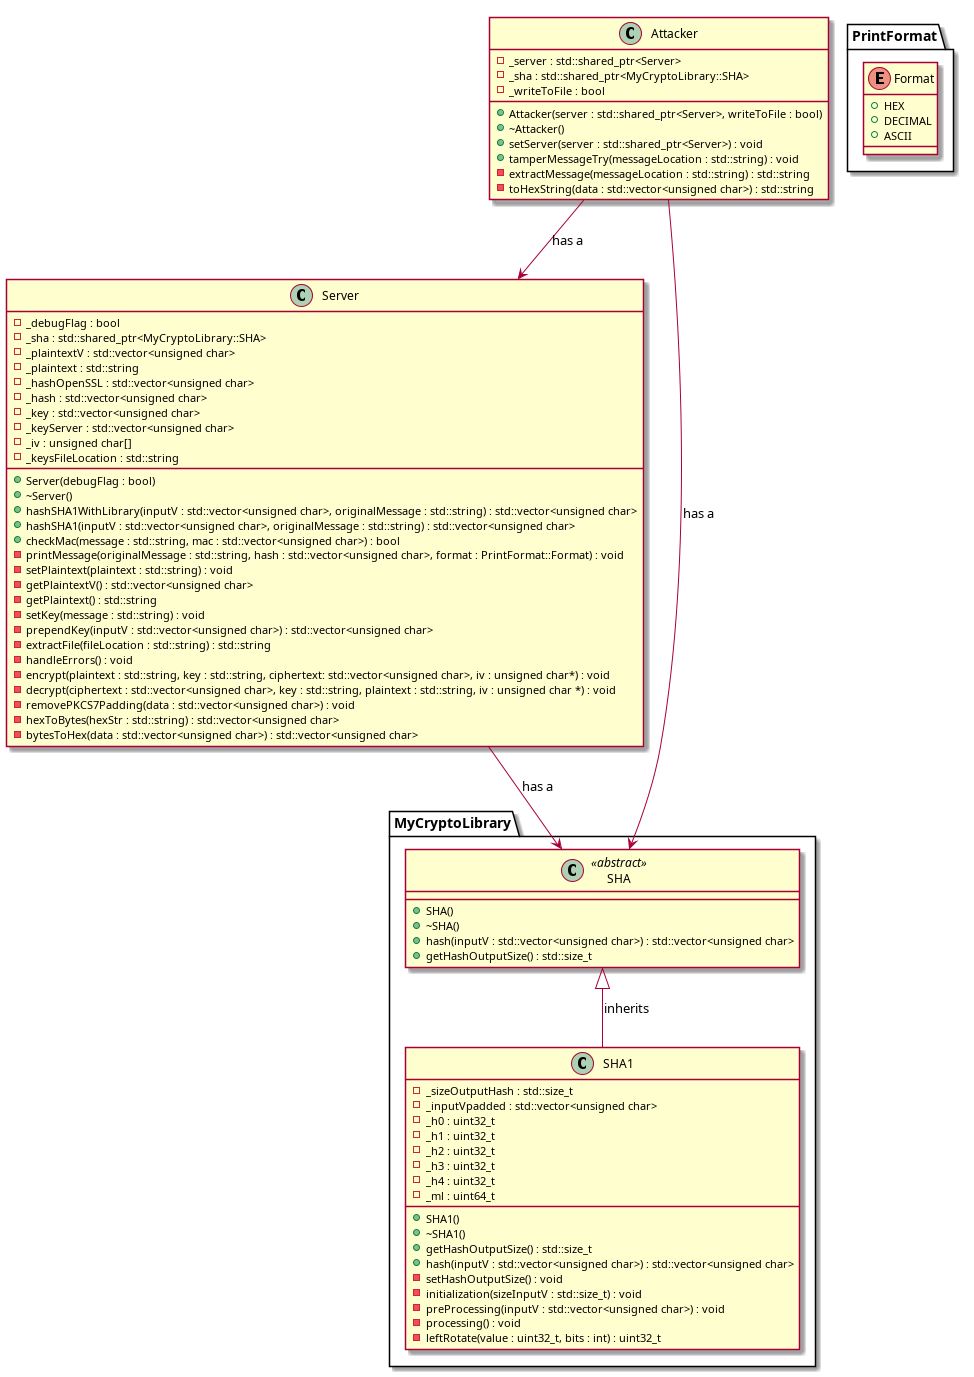 C Attacker
_server : std::shared_ptr<Server>
_sha : std::shared_ptr<MyCryptoLibrary::SHA>
_writeToFile : bool
Attacker(server : std::shared_ptr<Server>, writeToFile : bool)
~Attacker()
setServer(server : std::shared_ptr<Server>) : void
tamperMessageTry(messageLocation : std::string) : void
extractMessage(messageLocation : std::string) : std::string
toHexString(data : std::vector<unsigned char>) : std::string
PrintFormat
E Format
HEX
DECIMAL
ASCII
has a
C Server
_debugFlag : bool
_sha : std::shared_ptr<MyCryptoLibrary::SHA>
_plaintextV : std::vector<unsigned char>
_plaintext : std::string
_hashOpenSSL : std::vector<unsigned char>
_hash : std::vector<unsigned char>
_key : std::vector<unsigned char>
_keyServer : std::vector<unsigned char>
_iv : unsigned char[]
_keysFileLocation : std::string
Server(debugFlag : bool)
~Server()
hashSHA1WithLibrary(inputV : std::vector<unsigned char>, originalMessage : std::string) : std::vector<unsigned char>
hashSHA1(inputV : std::vector<unsigned char>, originalMessage : std::string) : std::vector<unsigned char>
checkMac(message : std::string, mac : std::vector<unsigned char>) : bool
printMessage(originalMessage : std::string, hash : std::vector<unsigned char>, format : PrintFormat::Format) : void
setPlaintext(plaintext : std::string) : void
getPlaintextV() : std::vector<unsigned char>
getPlaintext() : std::string
setKey(message : std::string) : void
prependKey(inputV : std::vector<unsigned char>) : std::vector<unsigned char>
extractFile(fileLocation : std::string) : std::string
handleErrors() : void
encrypt(plaintext : std::string, key : std::string, ciphertext: std::vector<unsigned char>, iv : unsigned char*) : void
decrypt(ciphertext : std::vector<unsigned char>, key : std::string, plaintext : std::string, iv : unsigned char *) : void
removePKCS7Padding(data : std::vector<unsigned char>) : void
hexToBytes(hexStr : std::string) : std::vector<unsigned char>
bytesToHex(data : std::vector<unsigned char>) : std::vector<unsigned char>
has a
has a
MyCryptoLibrary
C «abstract»
SHA
SHA()
~SHA()
hash(inputV : std::vector<unsigned char>) : std::vector<unsigned char>
getHashOutputSize() : std::size_t
inherits
C SHA1
_sizeOutputHash : std::size_t
_inputVpadded : std::vector<unsigned char>
_h0 : uint32_t
_h1 : uint32_t
_h2 : uint32_t
_h3 : uint32_t
_h4 : uint32_t
_ml : uint64_t
SHA1()
~SHA1()
getHashOutputSize() : std::size_t
hash(inputV : std::vector<unsigned char>) : std::vector<unsigned char>
setHashOutputSize() : void
initialization(sizeInputV : std::size_t) : void
preProcessing(inputV : std::vector<unsigned char>) : void
processing() : void
leftRotate(value : uint32_t, bits : int) : uint32_t